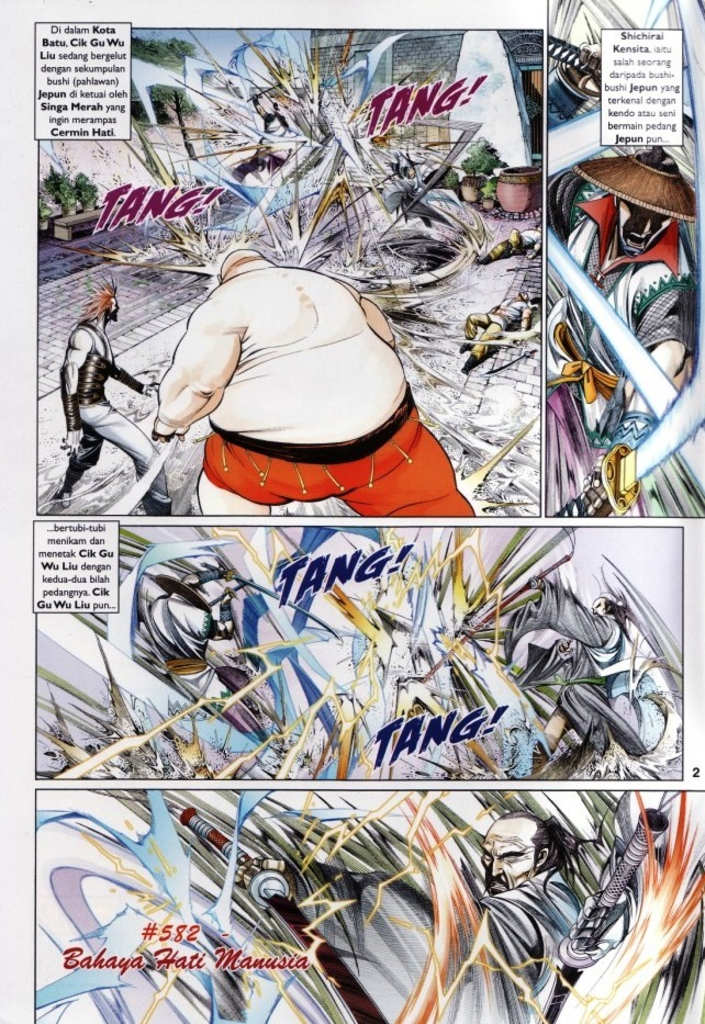 Di dalam Kota
Batu, Cik Gu Wu
Liu sedang bergelut
dengan sekumpulan
bushi (pahlawan)
Jepun di ketuai oleh
Singa Merah yang
ingin merampas
Cermin Hati.
Shichirai
Kensita, iaitu
salah seorang
daripada bushi-
bushi Jepun yang
terkenal dengan
kendo atau seni
bermain pedang
Jepun pun...
TANG!
TANG!
...bertubi-tubi
menikam dan
menetak Cik Gu
Wu Liu dengan
kedua-dua bilah
pedangnya. Cik
Gu Wu Liu pun...
TANG!
TANG!
2
#582 -
Bahaya Hati Manusia